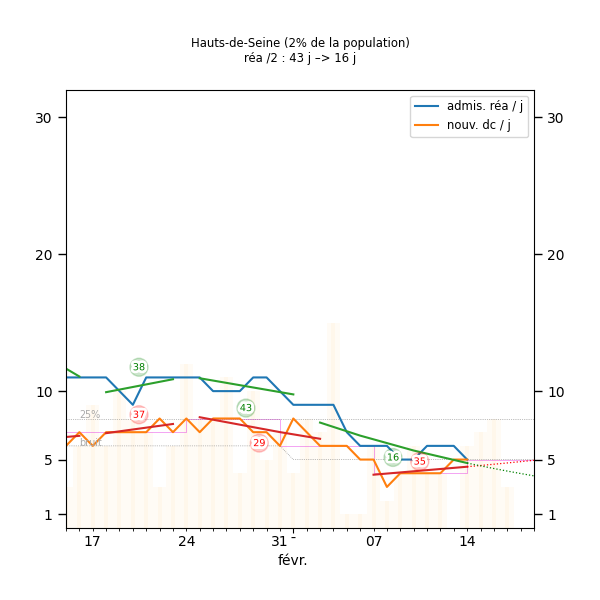 Hauts-de-Seine (2% de la population)
réa /2 : 43 j –> 16 j
admis. réa / j
nouv. dc / j
30 30
20 20
10 10
5 5
1 1
38
37
25%
43
29
bruit
16
35
17 24 31 - 07 14
févr.